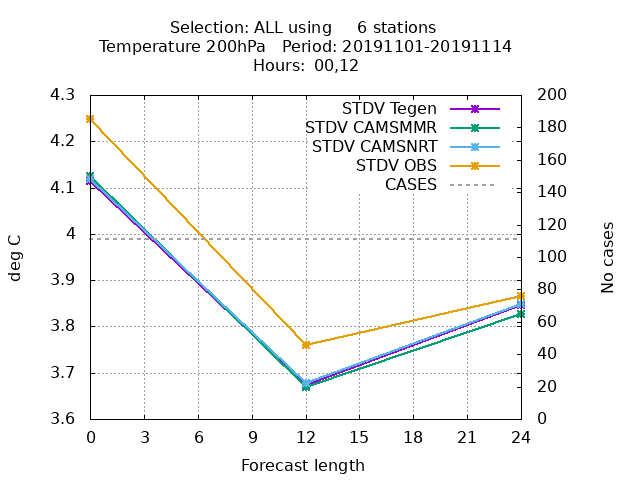 Selection: ALL using     6 stations
Temperature 200hPa   Period: 20191101-20191114
Hours:  00,12
4.3
4.2
4.1
4
3.9
3.8
3.7
3.6
deg C
STDV Tegen
STDV CAMSMMR
STDV CAMSNRT
STDV OBS
CASES
200
180
160
140
120
100
80
60
40
20
0
No cases
0 3 6 9 12 15 18 21 24
Forecast length